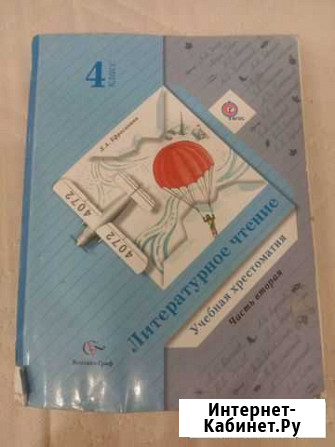 4
класс
Л.А. Ефросинина
4072
4072
Литературное чтение
Учебная хрестоматия
Часть вторая
Вентана-Граф
Интернет-
Кабинет.Ру